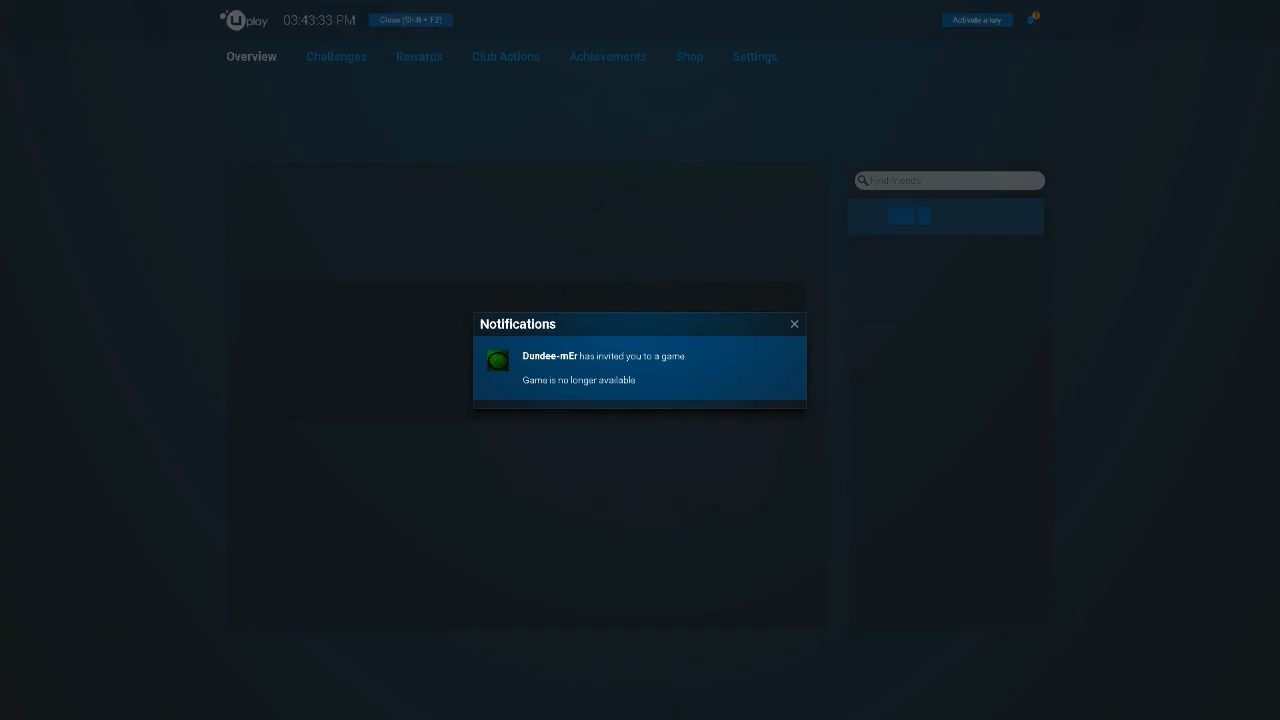 Uplay 03:43:33 PM Close (Shift + F2) Activate a key
Overview Challenges Rewards Club Actions Achievements Shop Settings
Find friends
Notifications
Dundee-mEr has invited you to a game
Game is no longer available